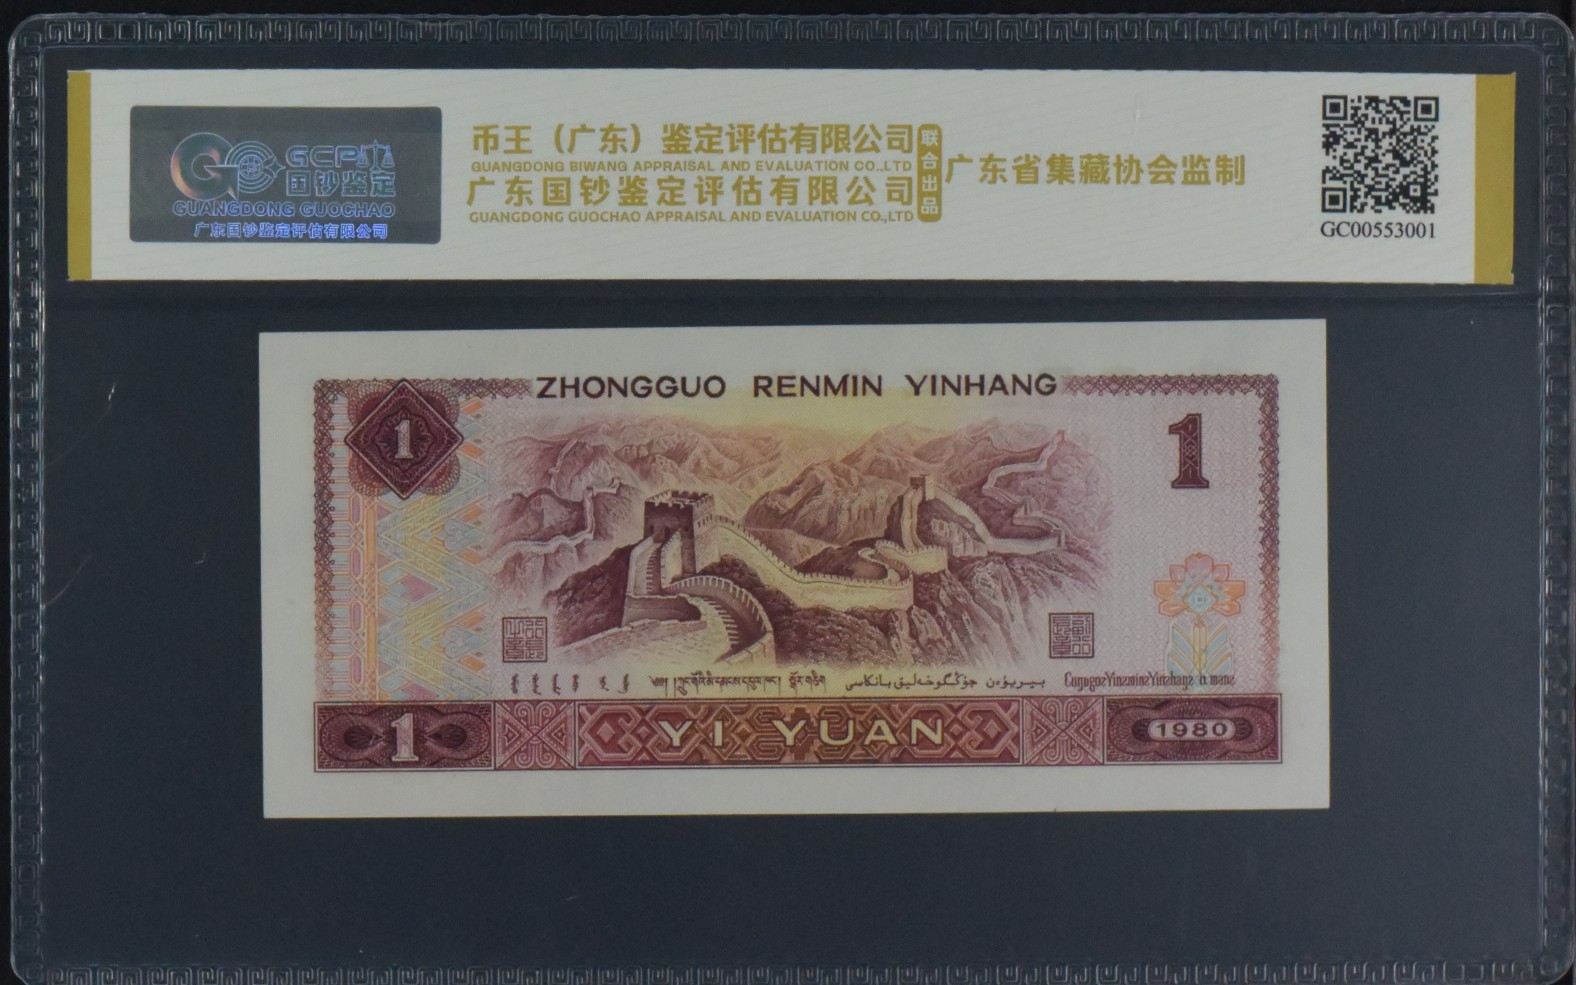 GCP
国钞鉴定
GUANGDONG GUOCHAO
广东国钞鉴定评估有限公司
币王（广东）鉴定评估有限公司
GUANGDONG BIWANG APPRAISAL AND EVALUATION CO.,LTD
广东国钞鉴定评估有限公司
GUANGDONG GUOCHAO APPRAISAL AND EVALUATION CO.,LTD
联合出品
广东省集藏协会监制
GC00553001
ZHONGGUO RENMIN YINHANG
1
1
1
YI YUAN
1980